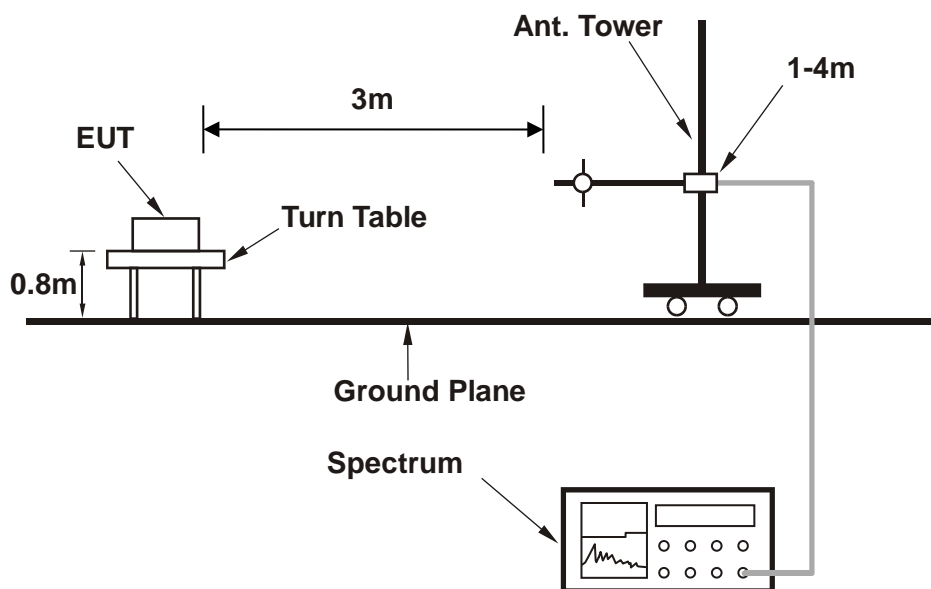 Ant. Tower
1-4m
3m
EUT
Turn Table
0.8m
Ground Plane
Spectrum